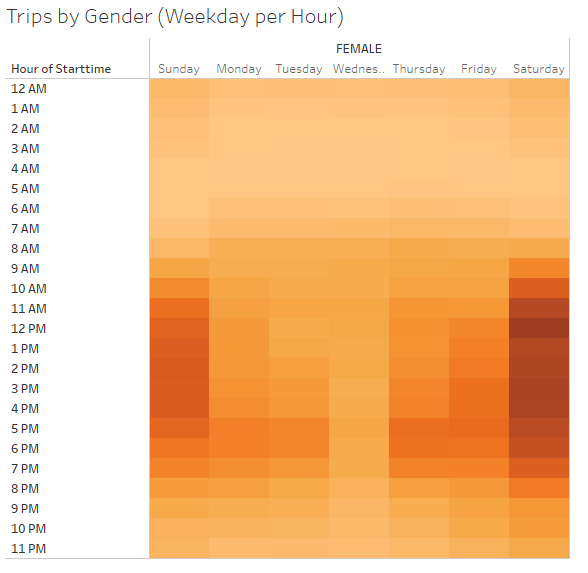 Trips by Gender (Weekday per Hour)
FEMALE
Hour of Starttime Sunday Monday Tuesday Wednes.. Thursday Friday Saturday
12 AM
1 AM
2 AM
3 AM
4 AM
5 AM
6 AM
7 AM
8 AM
9 AM
10 AM
11 AM
12 PM
1 PM
2 PM
3 PM
4 PM
5 PM
6 PM
7 PM
8 PM
9 PM
10 PM
11 PM